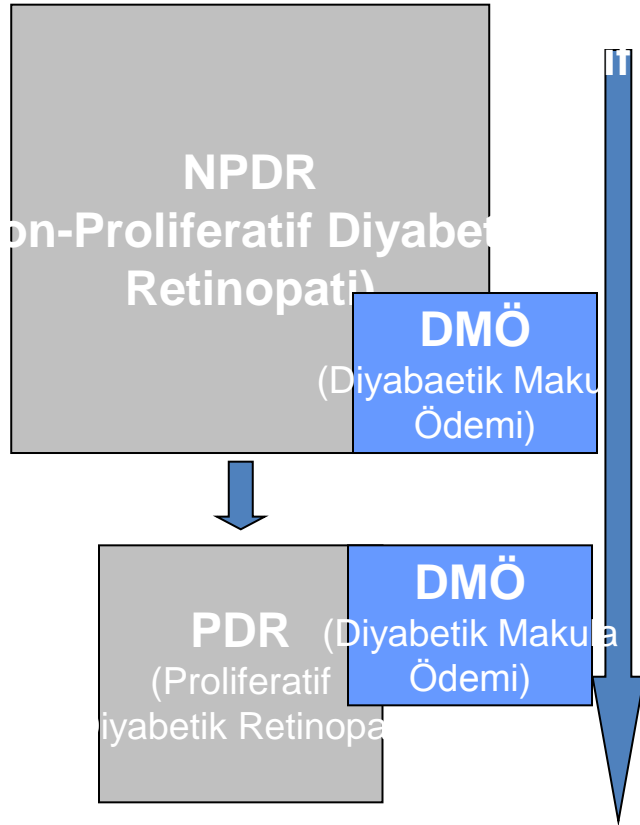 NPDR
on-Proliferatif Diyabet
Retinopati)
DMÖ
(Diyabaetik Maku
Ödemi)
DMÖ
(Diyabetik Makula
Ödemi)
PDR
(Proliferatif
iyabetik Retinopa